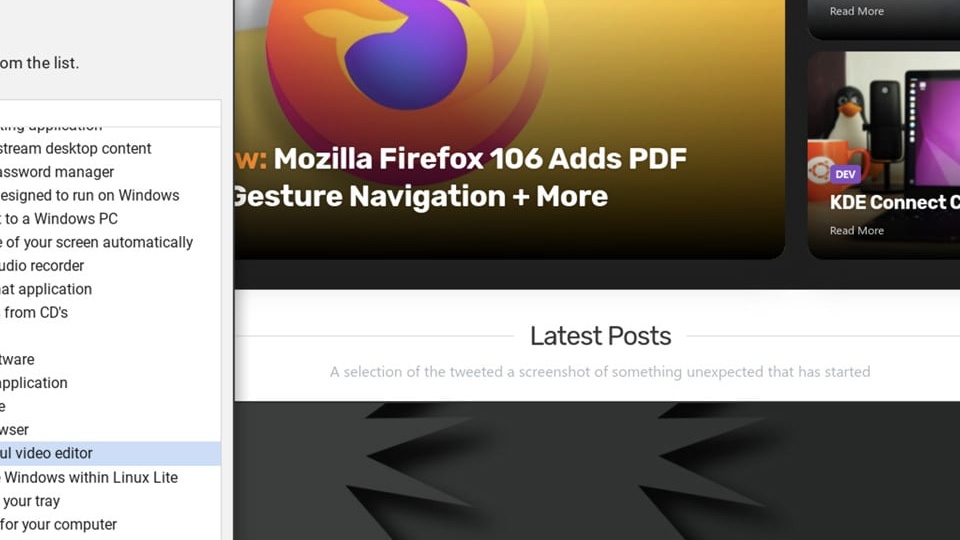 om the list.
king application
stream desktop content
assword manager
esigned to run on Windows
t to a Windows PC
e of your screen automatically
udio recorder
at application
from CD's
tware
application
e
wser
ul video editor
Windows within Linux Lite
your tray
for your computer
w: Mozilla Firefox 106 Adds PDF
Gesture Navigation + More
Read More
DEV
KDE Connect C
Read More
Latest Posts
A selection of the tweeted a screenshot of something unexpected that has started